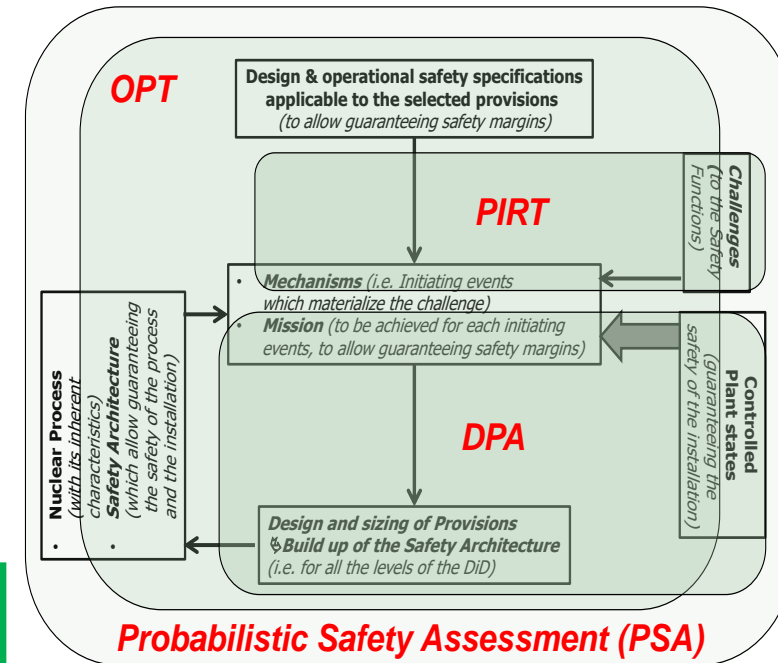 OPT
Design & operational safety specifications
applicable to the selected provisions
(to allow guaranteeing safety margins)
PIRT
Challenges
(to the Safety
Functions)
• Mechanisms (i.e. Initiating events
which materialize the challenge)
• Mission (to be achieved for each initiating
events, to allow guaranteeing safety margins)
• Nuclear Process
(with its inherent
characteristics)
• Safety Architecture
(which allow guaranteeing
the safety of the process
and the installation)
Controlled
Plant states
(guaranteeing the
safety of the installation)
DPA
Design and sizing of Provisions
↳Build up of the Safety Architecture
(i.e. for all the levels of the DiD)
Probabilistic Safety Assessment (PSA)